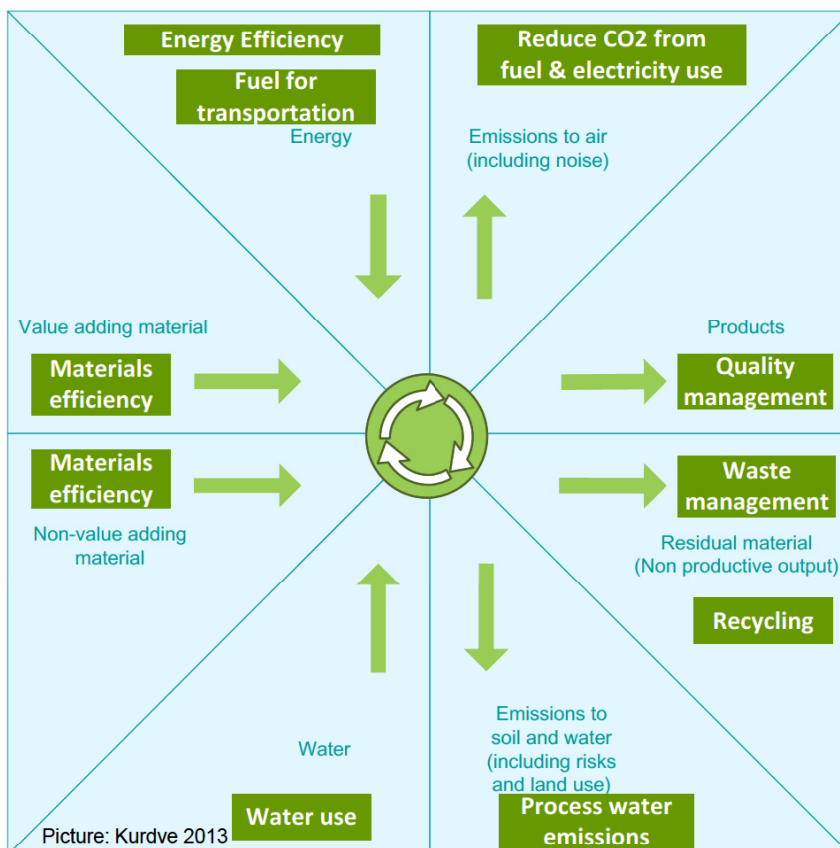 Energy Efficiency
Fuel for
transportation
Energy
Reduce CO2 from
fuel & electricity use
Emissions to air
(including noise)
Value adding material
Materials
efficiency
Products
Quality
management
Materials
efficiency
Non-value adding
material
Waste
management
Residual material
(Non productive output)
Recycling
Water
Water use
Emissions to
soil and water
(including risks
and land use)
Process water
emissions
Picture: Kurdve 2013